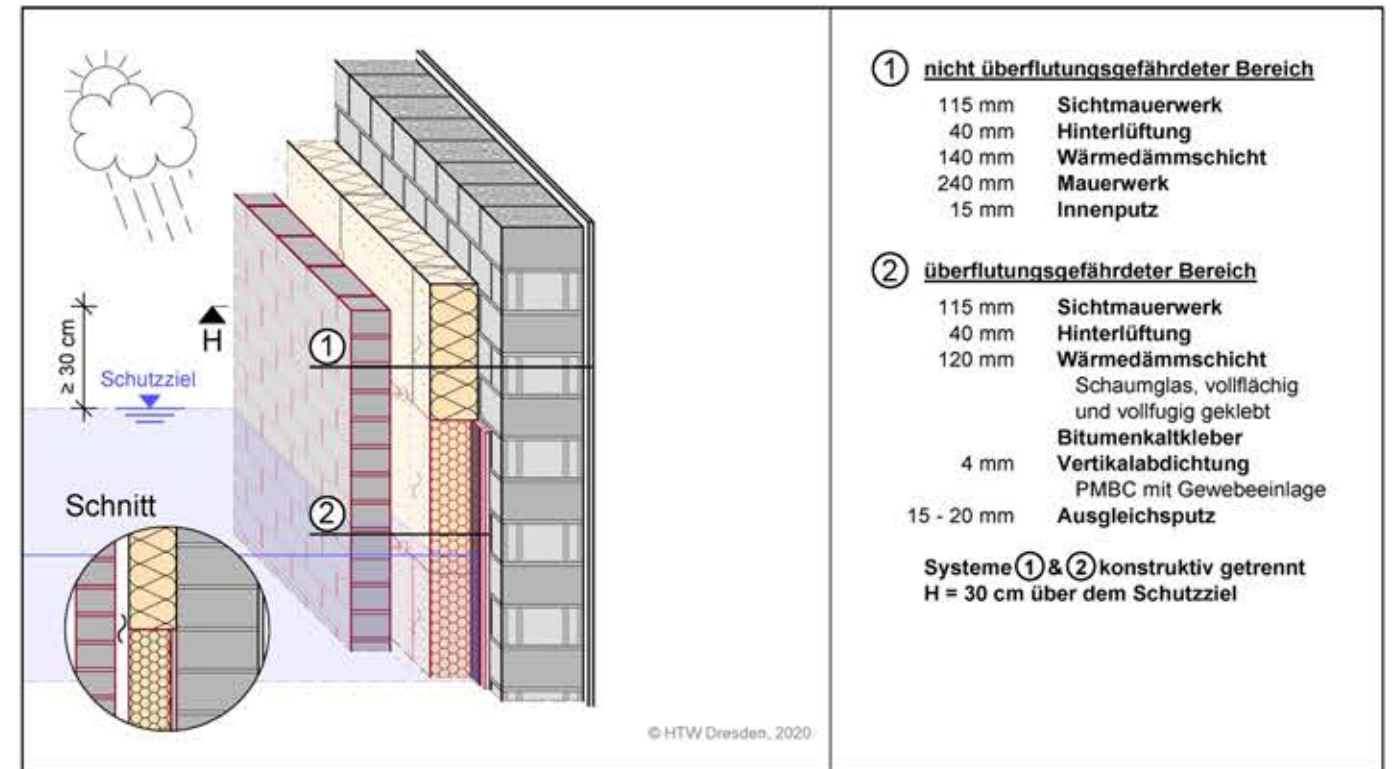 ≥ 30 cm
H
Schutzziel
1
2
Schnitt
© HTW Dresden, 2020
① nicht überflutungsgefährdeter Bereich
115 mm Sichtmauerwerk
40 mm Hinterlüftung
140 mm Wärmedämmschicht
240 mm Mauerwerk
15 mm Innenputz
② überflutungsgefährdeter Bereich
115 mm Sichtmauerwerk
40 mm Hinterlüftung
120 mm Wärmedämmschicht
Schaumglas, vollflächig
und vollfugig geklebt
Bitumenkaltkleber
4 mm Vertikalabdichtung
PMBC mit Gewebeeinlage
15 - 20 mm Ausgleichsputz
Systeme ① & ② konstruktiv getrennt
H = 30 cm über dem Schutzziel